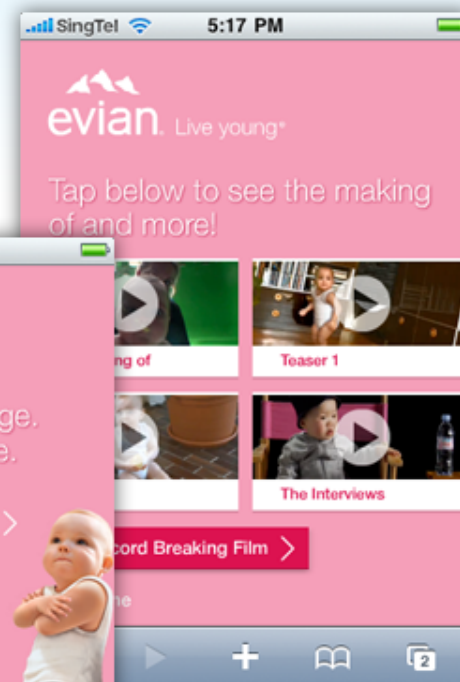 SingTel 5:17 PM
evian. Live young®
Tap below to see the making
of and more!
ng of
Teaser 1
ge.
e.
The Interviews
cord Breaking Film
ne
2